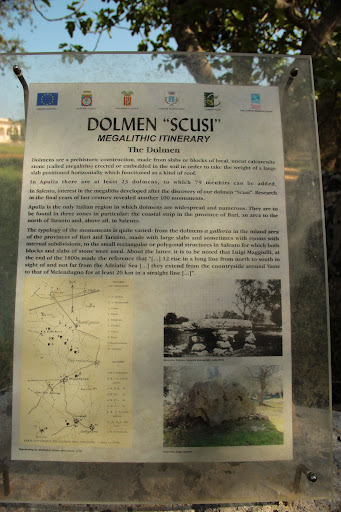 DOLMEN "SCUSI"
MEGALITHIC ITINERARY
The Dolmen
Dolmens are a prehistoric construction, made from slabs or blocks of local, uncut calcarenite
stone (called megaliths) erected or embedded in the soil in order to take the weight of a large
slab positioned horizontally which functioned as a kind of roof.
In Apulia there are at least 25 dolmens, to which 79 menhirs can be added.
In Salento, interest in the megaliths developed after the discovery of our dolmen "Scusi". Research
in the final years of last century revealed another 100 monuments.
Apulia is the only Italian region in which dolmens are widespread and numerous. They are to
be found in three zones in particular: the coastal strip in the province of Bari, an area to the
north of Taranto and, above all, in Salento.
The typology of the monuments is quite varied: from the dolmens a galleria in the inland area
of the provinces of Bari and Taranto, made with large slabs and sometimes with rooms with
internal subdivisions, to the small rectangular or polygonal structures in Salento for which both
blocks and slabs of stone were used. About the latter, it is to be noted that Luigi Maggiulli, at
the end of the 1800s made the reference that "[...] 12 rise in a long line from north to south in
sight of and not far from the Adriatic Sea [...] they extend from the countryside around Vaste
to that of Melendugno for at least 20 km in a straight line [...]".